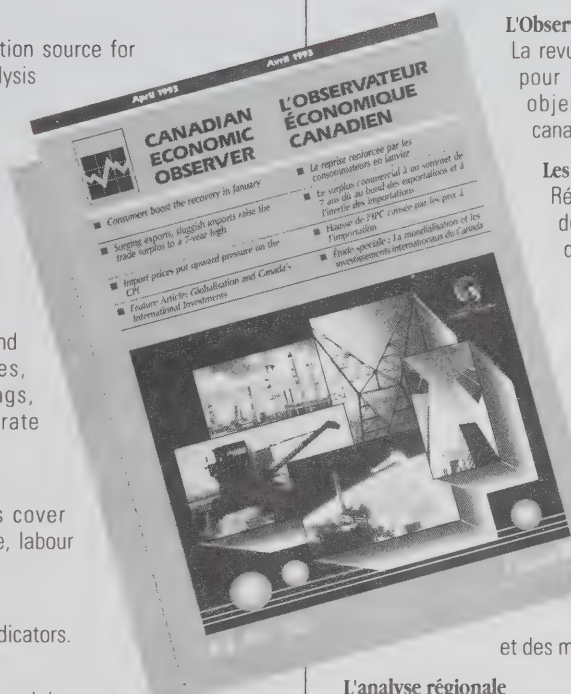 tion source for
lysis
nd
es,
gs,
rate
s cover
e, labour
dicators.
April 1993
Avril 1993
CANADIAN
ECONOMIC
OBSERVER
L'OBSERVATEUR
ÉCONOMIQUE
CANADIEN
■ Consumers boost the recovery in January
■ Surging exports, sluggish imports raise the
trade surplus to a 7-year high
■ Import prices put upward pressure on the
CPI
■ Feature Article: Globalisation and Canada's
International Investments
■ La reprise renforcée par les
consommateurs en janvier
■ Le surplus commercial à un sommet de
7 ans dû au bond des exportations et à
l'inertie des importations
■ Hausse de l'IPC causée par les prix à
l'importation
■ Étude spéciale : La mondialisation et les
investissements internationaux du Canada
L'Obser
La revu
pour
obje
cana
Les
Ré
de
et des m
L'analyse régionale